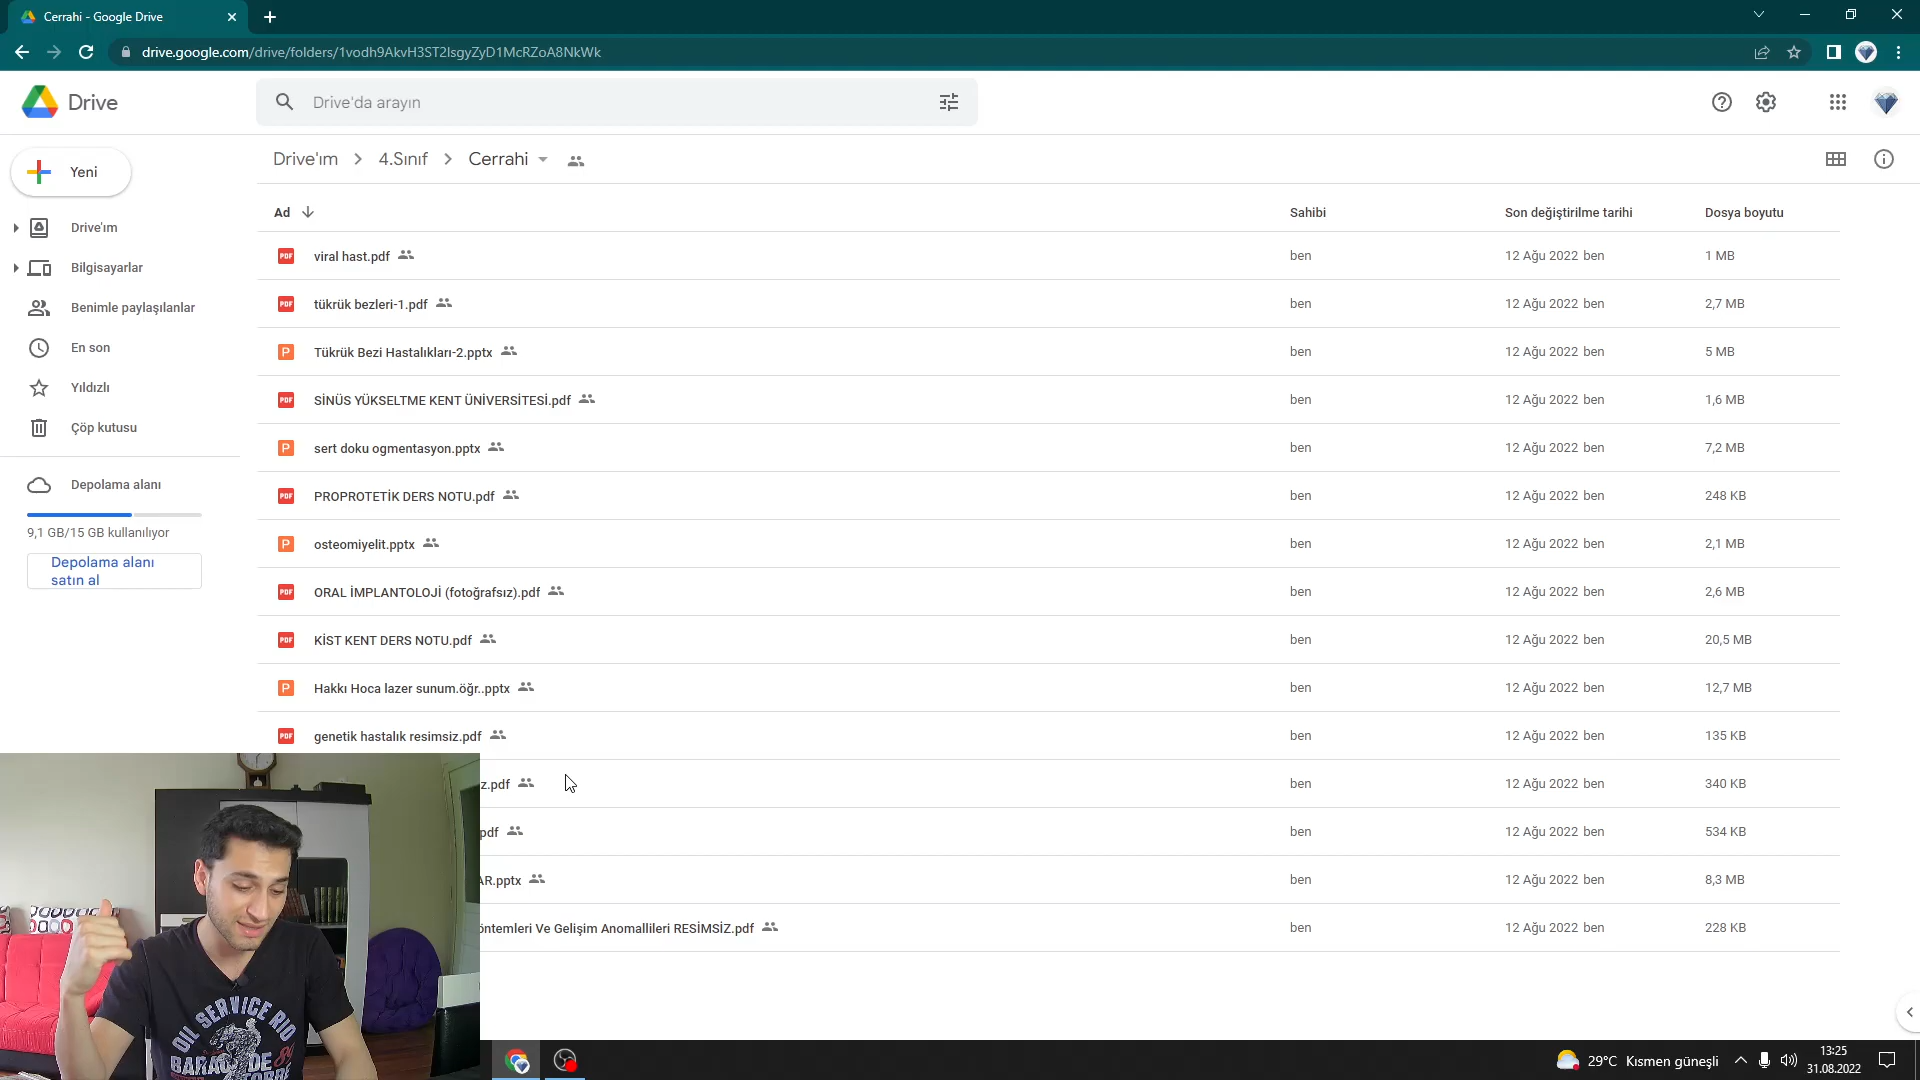 Cerrahi - Google Drive
drive.google.com/drive/folders/1vodh9AkvH3ST2lsgyZyD1McRZoA8NkWk
Drive
Drive'da arayın
Yeni
Drive'ım
Bilgisayarlar
Benimle paylaşılanlar
En son
Yıldızlı
Çöp kutusu
Depolama alanı
9,1 GB/15 GB kullanılıyor
Depolama alanı
satın al
Drive'ım > 4.Sınıf > Cerrahi
Ad Sahibi Son değiştirilme tarihi Dosya boyutu
PDF viral hast.pdf ben 12 Ağu 2022 ben 1 MB
PDF tükrük bezleri-1.pdf ben 12 Ağu 2022 ben 2,7 MB
P Tükrük Bezi Hastalıkları-2.pptx ben 12 Ağu 2022 ben 5 MB
PDF SİNÜS YÜKSELTME KENT ÜNİVERSİTESİ.pdf ben 12 Ağu 2022 ben 1,6 MB
P sert doku ogmentasyon.pptx ben 12 Ağu 2022 ben 7,2 MB
PDF PROPROTETİK DERS NOTU.pdf ben 12 Ağu 2022 ben 248 KB
P osteomiyelit.pptx ben 12 Ağu 2022 ben 2,1 MB
PDF ORAL İMPLANTOLOJİ (fotoğrafsız).pdf ben 12 Ağu 2022 ben 2,6 MB
PDF KİST KENT DERS NOTU.pdf ben 12 Ağu 2022 ben 20,5 MB
P Hakkı Hoca lazer sunum.öğr..pptx ben 12 Ağu 2022 ben 12,7 MB
PDF genetik hastalık resimsiz.pdf ben 12 Ağu 2022 ben 135 KB
z.pdf ben 12 Ağu 2022 ben 340 KB
pdf ben 12 Ağu 2022 ben 534 KB
AR.pptx ben 12 Ağu 2022 ben 8,3 MB
öntemleri Ve Gelişim Anomallileri RESİMSİZ.pdf ben 12 Ağu 2022 ben 228 KB
OIL SERVICE RIO
29°C Kısmen güneşli
13:25
31.08.2022